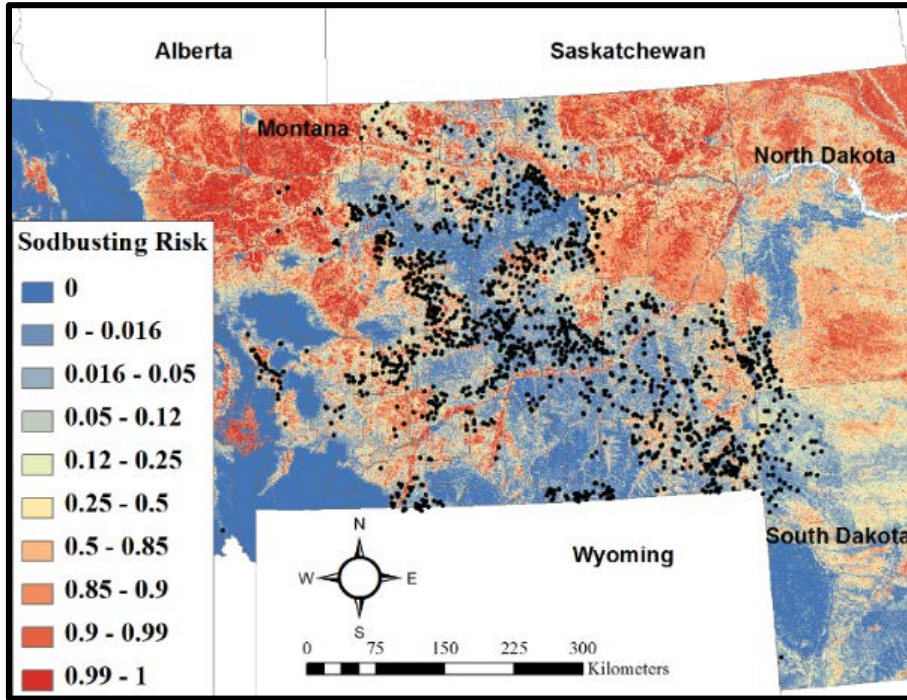 Alberta
Saskatchewan
Montana
North Dakota
Sodbusting Risk
0
0 - 0.016
0.016 - 0.05
0.05 - 0.12
0.12 - 0.25
0.25 - 0.5
0.5 - 0.85
0.85 - 0.9
0.9 - 0.99
0.99 - 1
South Dakota
Wyoming
N
W E
S
0 75 150 225 300
Kilometers